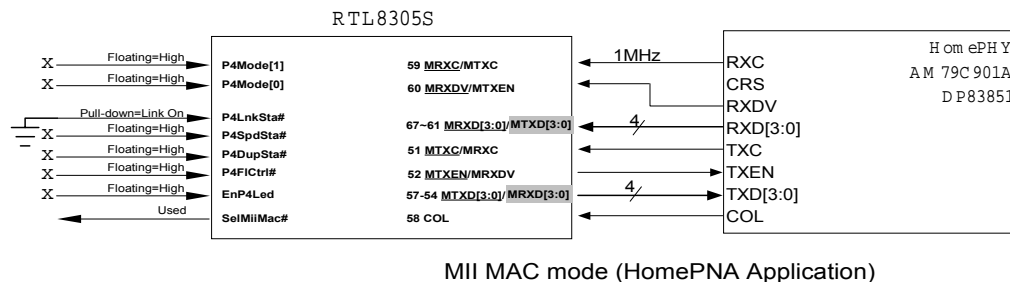 RTL8305S
X Floating=High P4Mode[1]
X Floating=High P4Mode[0]
Pull-down=Link On P4LnkSta#
X Floating=High P4SpdSta#
X Floating=High P4DupSta#
X Floating=High P4FlCtrl#
X Floating=High EnP4Led
Used SelMiiMac#
59 MRXC/MTXC
60 MRXDV/MTXEN
67~61 MRXD[3:0]/MTXD[3:0]
51 MTXC/MRXC
52 MTXEN/MRXDV
57-54 MTXD[3:0]/MRXD[3:0]
58 COL
1MHz
4
4
HomePHY
AM79C901A
DP83851
RXC
CRS
RXDV
RXD[3:0]
TXC
TXEN
TXD[3:0]
COL
MII MAC mode (HomePNA Application)